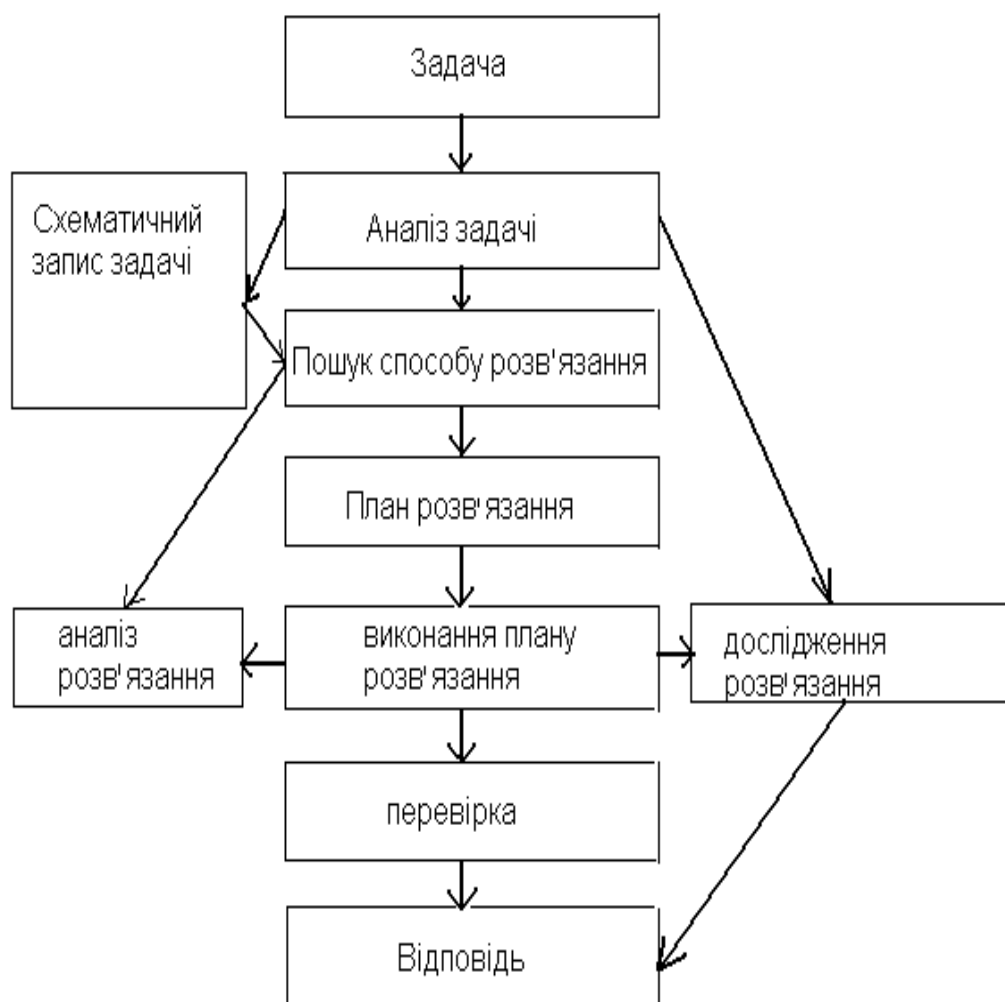 Задача
Схематичний
запис задачі
Аналіз задачі
Пошук способу розв'язання
План розв'язання
аналіз
розв'язання
виконання плану
розв'язання
дослідження
розв'язання
перевірка
Відповідь